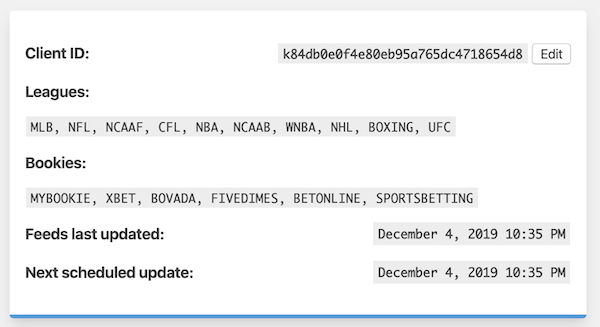 Client ID: k84db0e0f4e80eb95a765dc4718654d8 Edit
Leagues:
MLB, NFL, NCAAF, CFL, NBA, NCAAB, WNBA, NHL, BOXING, UFC
Bookies:
MYBOOKIE, XBET, BOVADA, FIVEDIMES, BETONLINE, SPORTSBETTING
Feeds last updated: December 4, 2019 10:35 PM
Next scheduled update: December 4, 2019 10:35 PM